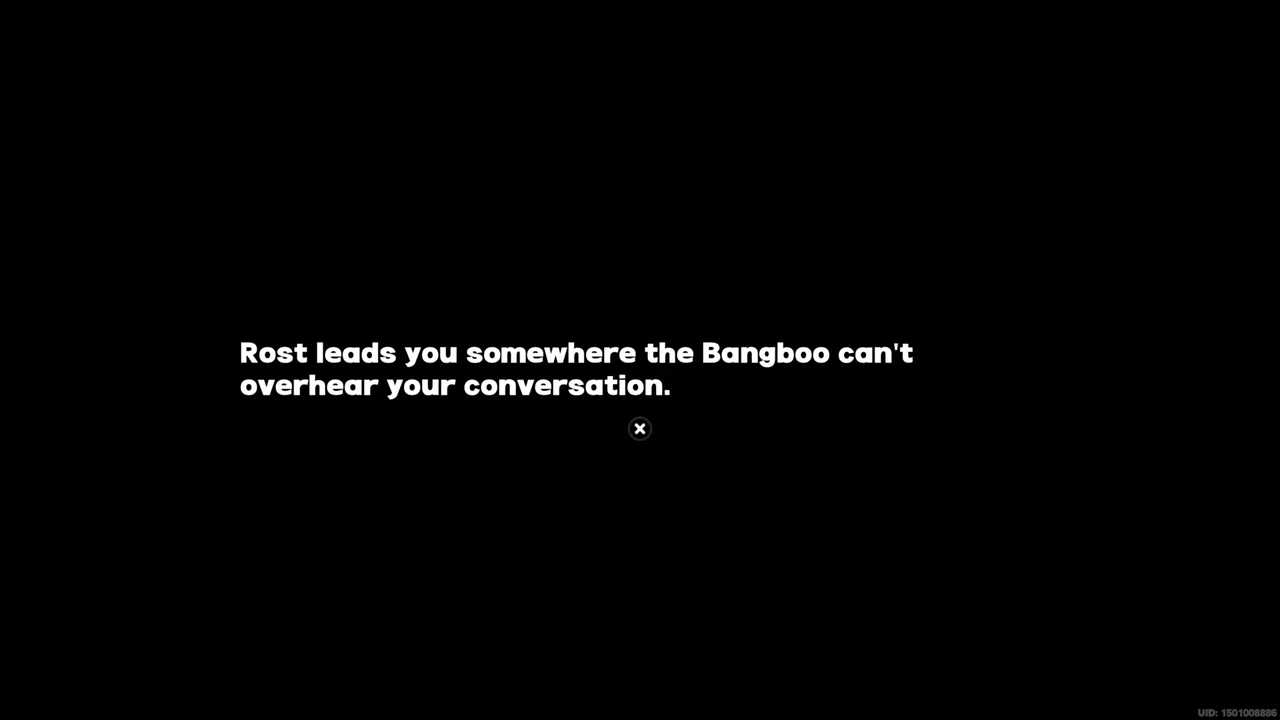 Rost leads you somewhere the Bangboo can't
overhear your conversation.
UID: 1501008886